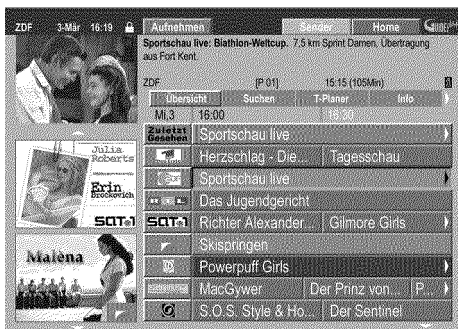 ZDF 3-Mär 16:19 Aufnehmen Sender Home
Sportschau live: Biathlon-Weltcup. 7,5 km Sprint Damen, Übertragung
aus Fort Kent.
ZDF [P 01] 15:15 (105Min)
Übersicht Suchen T-Planer Info
Mi,3 16:00 16:30
Zuletzt Gesehen Sportschau live
Herzschlag - Die... Tagesschau
Julia
Roberts
Erin
Brockovich
SAT.1
Sportschau live
Das Jugendgericht
SAT.1 Richter Alexander... Gilmore Girls
Skispringen
Malèna
Powerpuff Girls
MacGywer Der Prinz von... P...
S.O.S. Style & Ho... Der Sentinel